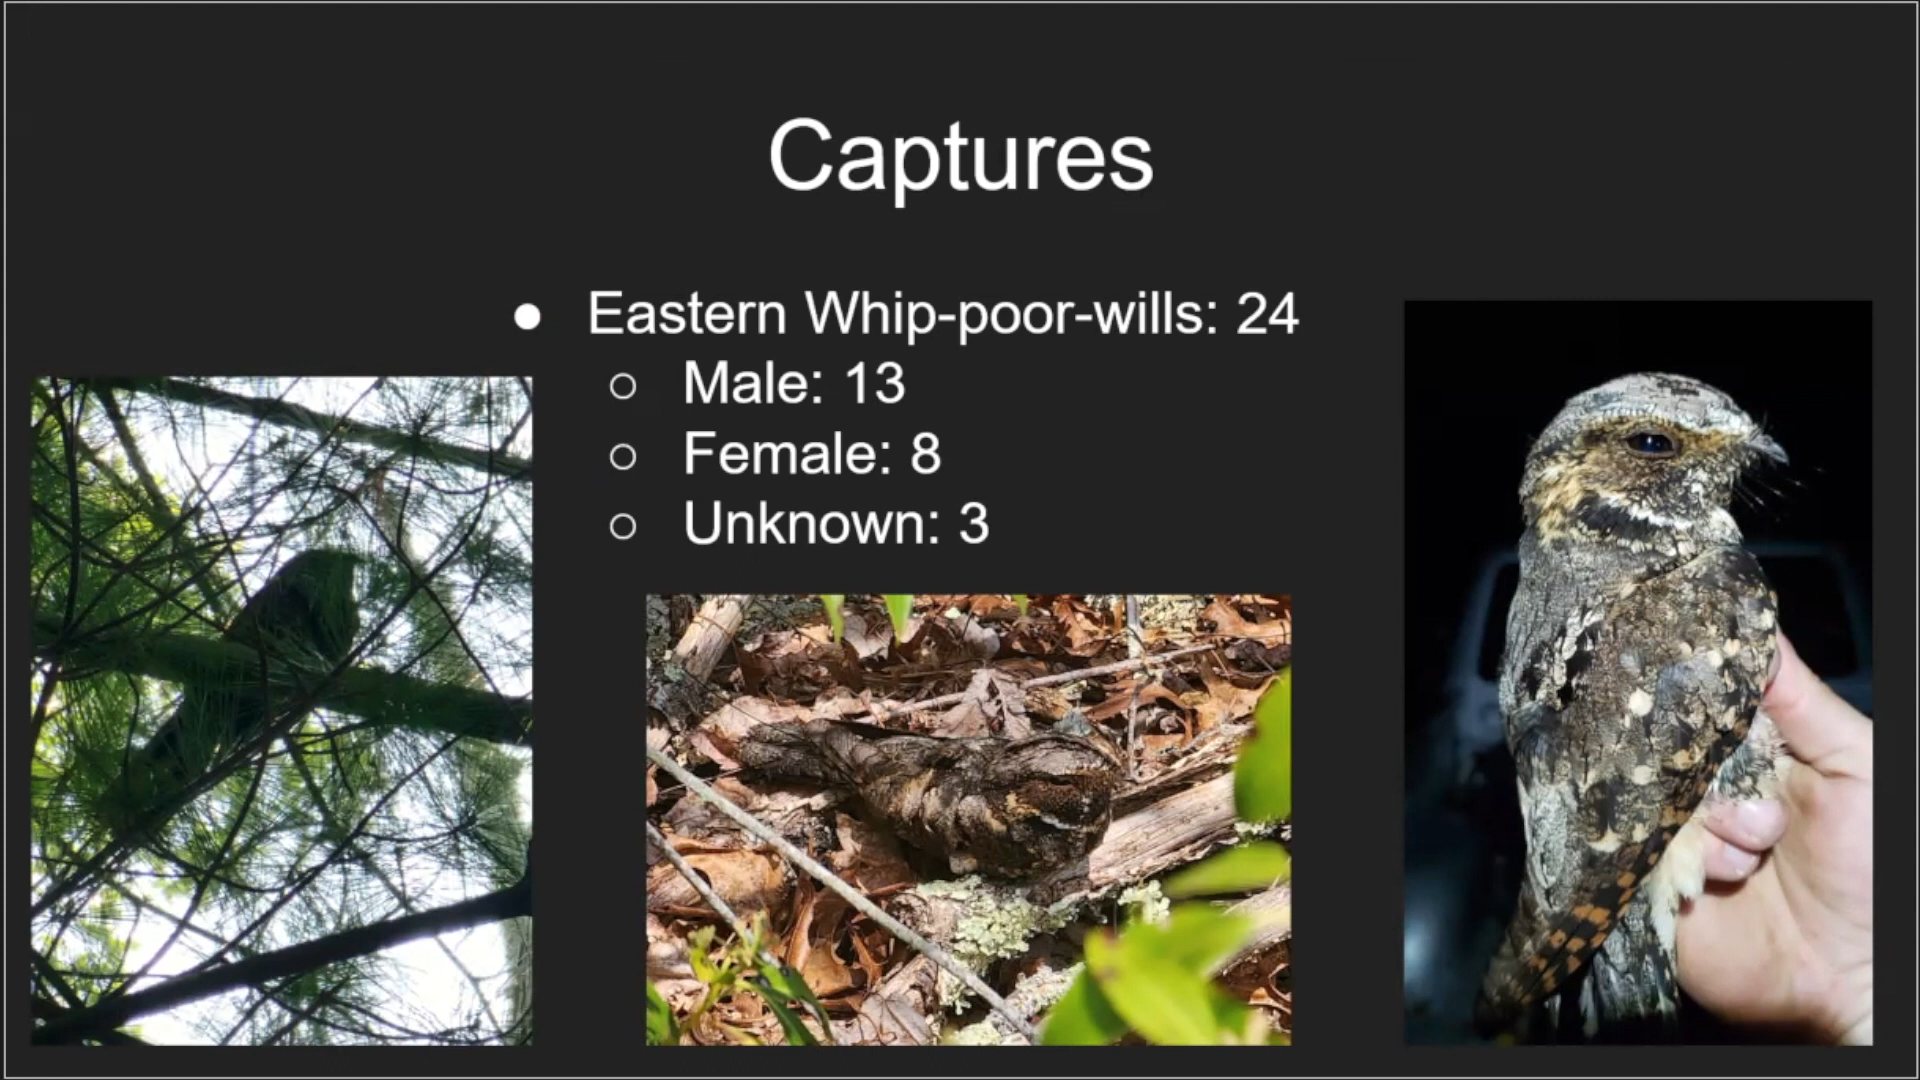 Captures
● Eastern Whip-poor-wills: 24
○ Male: 13
○ Female: 8
○ Unknown: 3